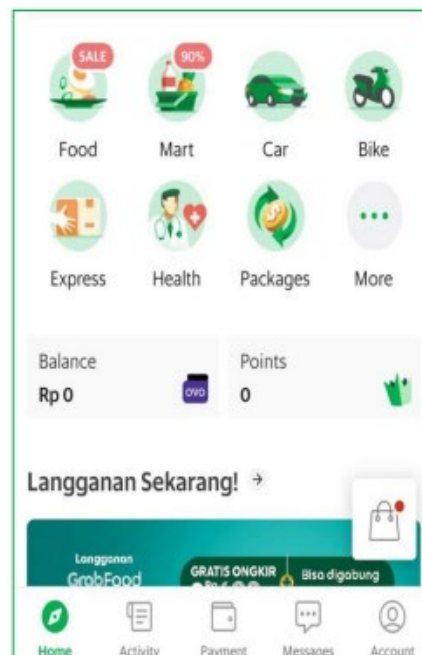 SALE 90%
Food Mart Car Bike
Express Health Packages More
Balance Points
Rp 0 OVO 0
Langganan Sekarang!
Langganan GRATIS ONGKIR Bisa digabung
GrabFood
Home Activity Payment Messages Account